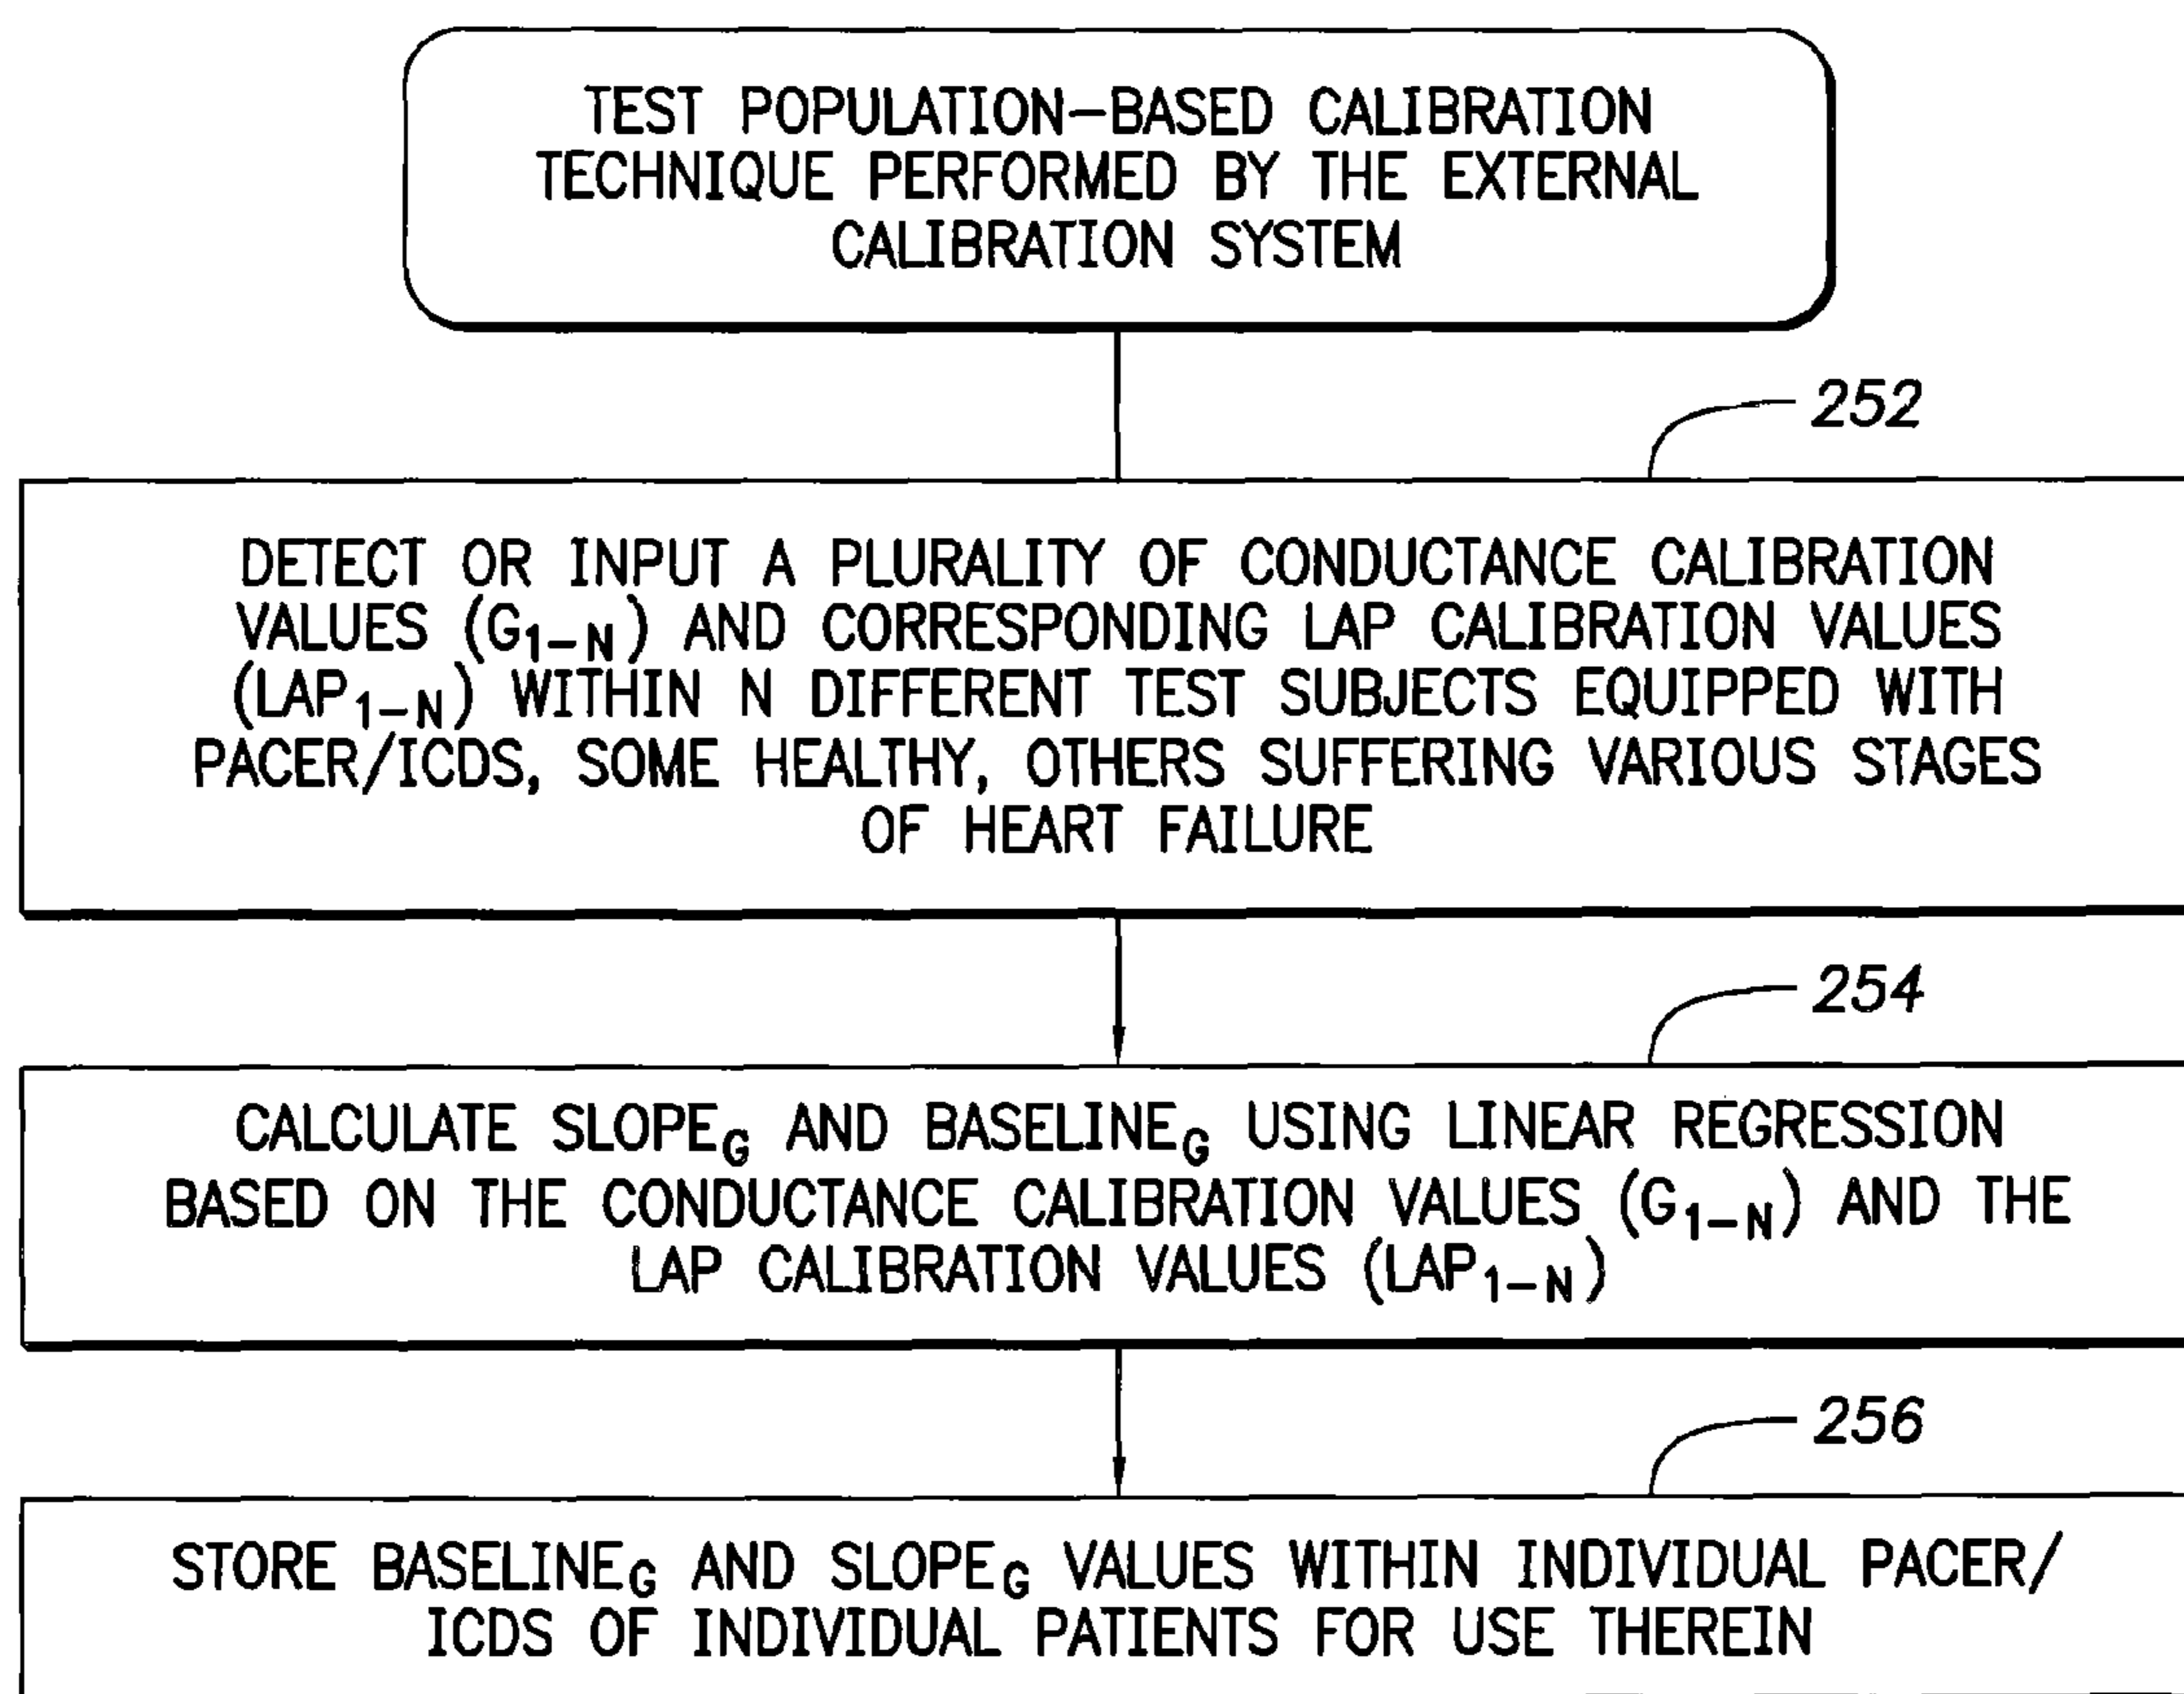 TEST POPULATION-BASED CALIBRATION
TECHNIQUE PERFORMED BY THE EXTERNAL
CALIBRATION SYSTEM
252
DETECT OR INPUT A PLURALITY OF CONDUCTANCE CALIBRATION
VALUES (G1-N) AND CORRESPONDING LAP CALIBRATION VALUES
(LAP1-N) WITHIN N DIFFERENT TEST SUBJECTS EQUIPPED WITH
PACER/ICDS, SOME HEALTHY, OTHERS SUFFERING VARIOUS STAGES
OF HEART FAILURE
254
CALCULATE SLOPEG AND BASELINEG USING LINEAR REGRESSION
BASED ON THE CONDUCTANCE CALIBRATION VALUES (G1-N) AND THE
LAP CALIBRATION VALUES (LAP1-N)
256
STORE BASELINEG AND SLOPEG VALUES WITHIN INDIVIDUAL PACER/
ICDS OF INDIVIDUAL PATIENTS FOR USE THEREIN